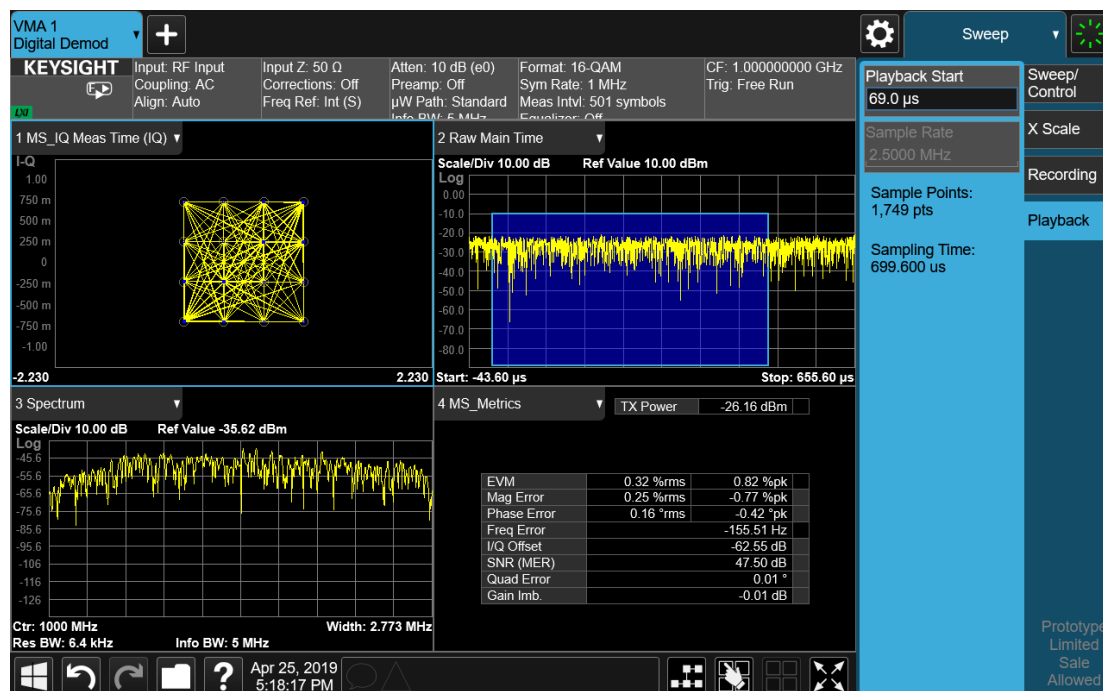 VMA 1
Digital Demod
Sweep
KEYSIGHT
LXI
Input: RF Input
Coupling: AC
Align: Auto
Input Z: 50 Ω
Corrections: Off
Freq Ref: Int (S)
Atten: 10 dB (e0)
Preamp: Off
µW Path: Standard
Info BW: 5 MHz
Format: 16-QAM
Sym Rate: 1 MHz
Meas Intvl: 501 symbols
Equalizer: Off
CF: 1.000000000 GHz
Trig: Free Run
1 MS_IQ Meas Time (IQ)
I-Q
1.00
750 m
500 m
250 m
0
-250 m
-500 m
-750 m
-1.00
-2.230 2.230
2 Raw Main Time
Scale/Div 10.00 dB Ref Value 10.00 dBm
Log
0.00
-10.0
-20.0
-30.0
-40.0
-50.0
-60.0
-70.0
-80.0
Start: -43.60 µs Stop: 655.60 µs
3 Spectrum
Scale/Div 10.00 dB Ref Value -35.62 dBm
Log
-45.6
-55.6
-65.6
-75.6
-85.6
-95.6
-106
-116
-126
Ctr: 1000 MHz Width: 2.773 MHz
Res BW: 6.4 kHz Info BW: 5 MHz
4 MS_Metrics
TX Power -26.16 dBm
EVM 0.32 %rms 0.82 %pk
Mag Error 0.25 %rms -0.77 %pk
Phase Error 0.16 °rms -0.42 °pk
Freq Error -155.51 Hz
I/Q Offset -62.55 dB
SNR (MER) 47.50 dB
Quad Error 0.01 °
Gain Imb. -0.01 dB
Playback Start
69.0 µs
Sample Rate
2.5000 MHz
Sample Points:
1,749 pts
Sampling Time:
699.600 us
Sweep/
Control
X Scale
Recording
Playback
Prototype
Limited
Sale
Allowed
?
Apr 25, 2019
5:18:17 PM